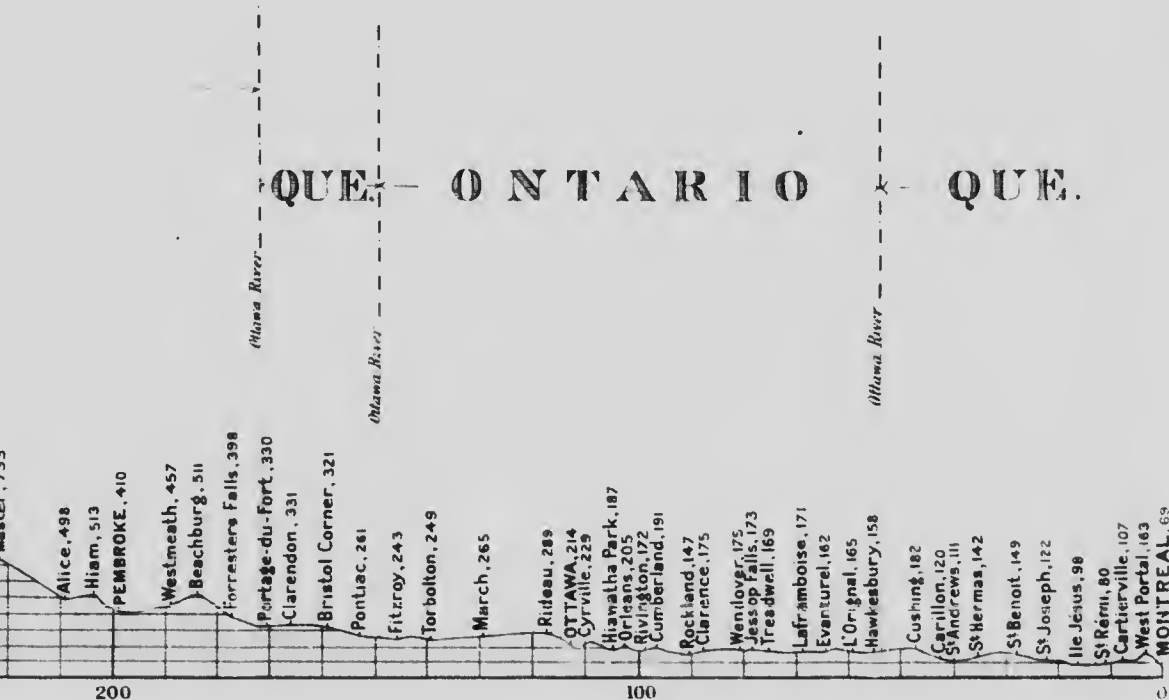 QUE. ONTARIO QUE.
Ottawa River
Ottawa River
Ottawa River
Alice, 498
Hiam, 513
PEMBROKE, 410
Westmeath, 457
Beachburg, 511
Forresters Falls, 398
Portage-du-Fort, 330
Clarendon, 331
Bristol Corner, 321
Pontiac, 261
Fitzroy, 243
Torbolton, 249
March, 265
Rideau, 289
OTTAWA, 214
Cyrville, 229
Hiawatha Park, 187
Orleans, 205
Rivington, 172
Cumberland, 191
Rockland, 147
Clarence, 175
Wendover, 175
Jessop Falls, 173
Treadwell, 169
Laframboise, 171
Evanturel, 162
L'Orignal, 165
Hawkesbury, 158
Cushing, 182
Carillon, 120
St Andrews, 111
St Hermas, 142
St Benoit, 149
St Joseph, 122
Ile Jesus, 98
St Rémi, 80
Cartierville, 107
West Portal, 163
MONTREAL, 69
200 100 0